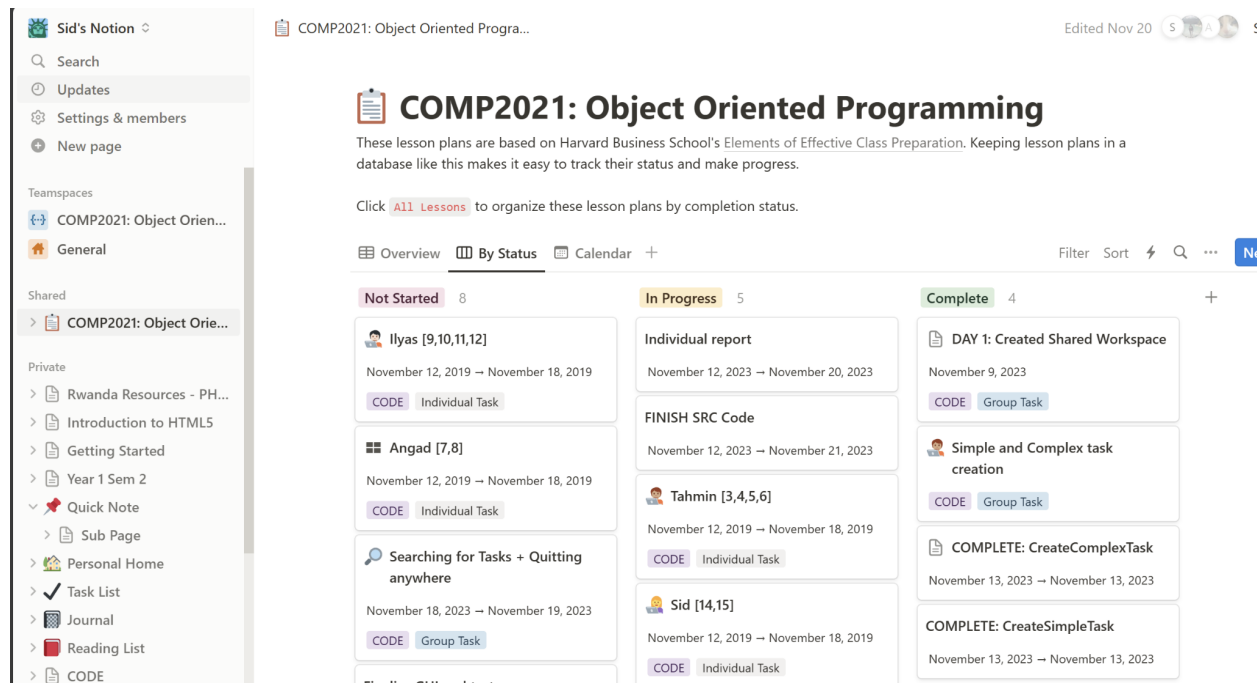 Sid's Notion
Search
Updates
Settings & members
New page
Teamspaces
COMP2021: Object Orien...
General
Shared
COMP2021: Object Orie...
Private
Rwanda Resources - PH...
Introduction to HTML5
Getting Started
Year 1 Sem 2
Quick Note
Sub Page
Personal Home
Task List
Journal
Reading List
CODE
COMP2021: Object Oriented Progra...
Edited Nov 20
S
A
COMP2021: Object Oriented Programming
These lesson plans are based on Harvard Business School's Elements of Effective Class Preparation. Keeping lesson plans in a
database like this makes it easy to track their status and make progress.
Click All Lessons to organize these lesson plans by completion status.
Overview By Status Calendar +
Filter Sort
Not Started 8
Ilyas [9,10,11,12]
November 12, 2019 → November 18, 2019
CODE Individual Task
Angad [7,8]
November 12, 2019 → November 18, 2019
CODE Individual Task
Searching for Tasks + Quitting
anywhere
November 18, 2023 → November 19, 2023
CODE Group Task
In Progress 5
Individual report
November 12, 2023 → November 20, 2023
FINISH SRC Code
November 12, 2023 → November 21, 2023
Tahmin [3,4,5,6]
November 12, 2019 → November 18, 2019
CODE Individual Task
Sid [14,15]
November 12, 2019 → November 18, 2019
CODE Individual Task
Complete 4
DAY 1: Created Shared Workspace
November 9, 2023
CODE Group Task
Simple and Complex task
creation
CODE Group Task
COMPLETE: CreateComplexTask
November 13, 2023 → November 13, 2023
COMPLETE: CreateSimpleTask
November 13, 2023 → November 13, 2023